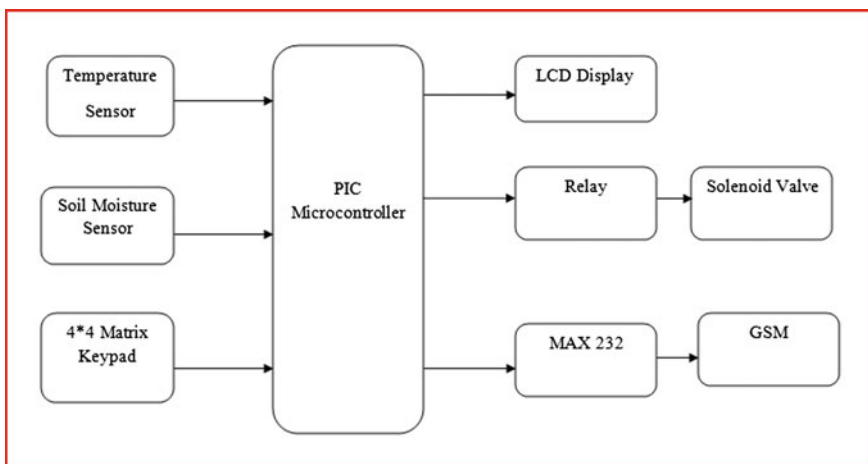 Temperature
Sensor
Soil Moisture
Sensor
4*4 Matrix
Keypad
PIC
Microcontroller
LCD Display
Relay
Solenoid Valve
MAX 232
GSM